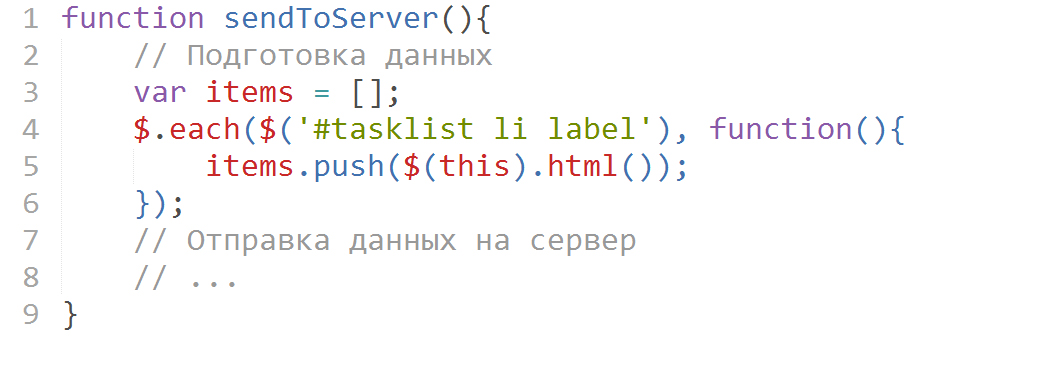 1 function sendToServer(){
2 // Подготовка данных
3 var items = [];
4 $.each($('#tasklist li label'), function(){
5 items.push($(this).html());
6 });
7 // Отправка данных на сервер
8 // ...
9 }